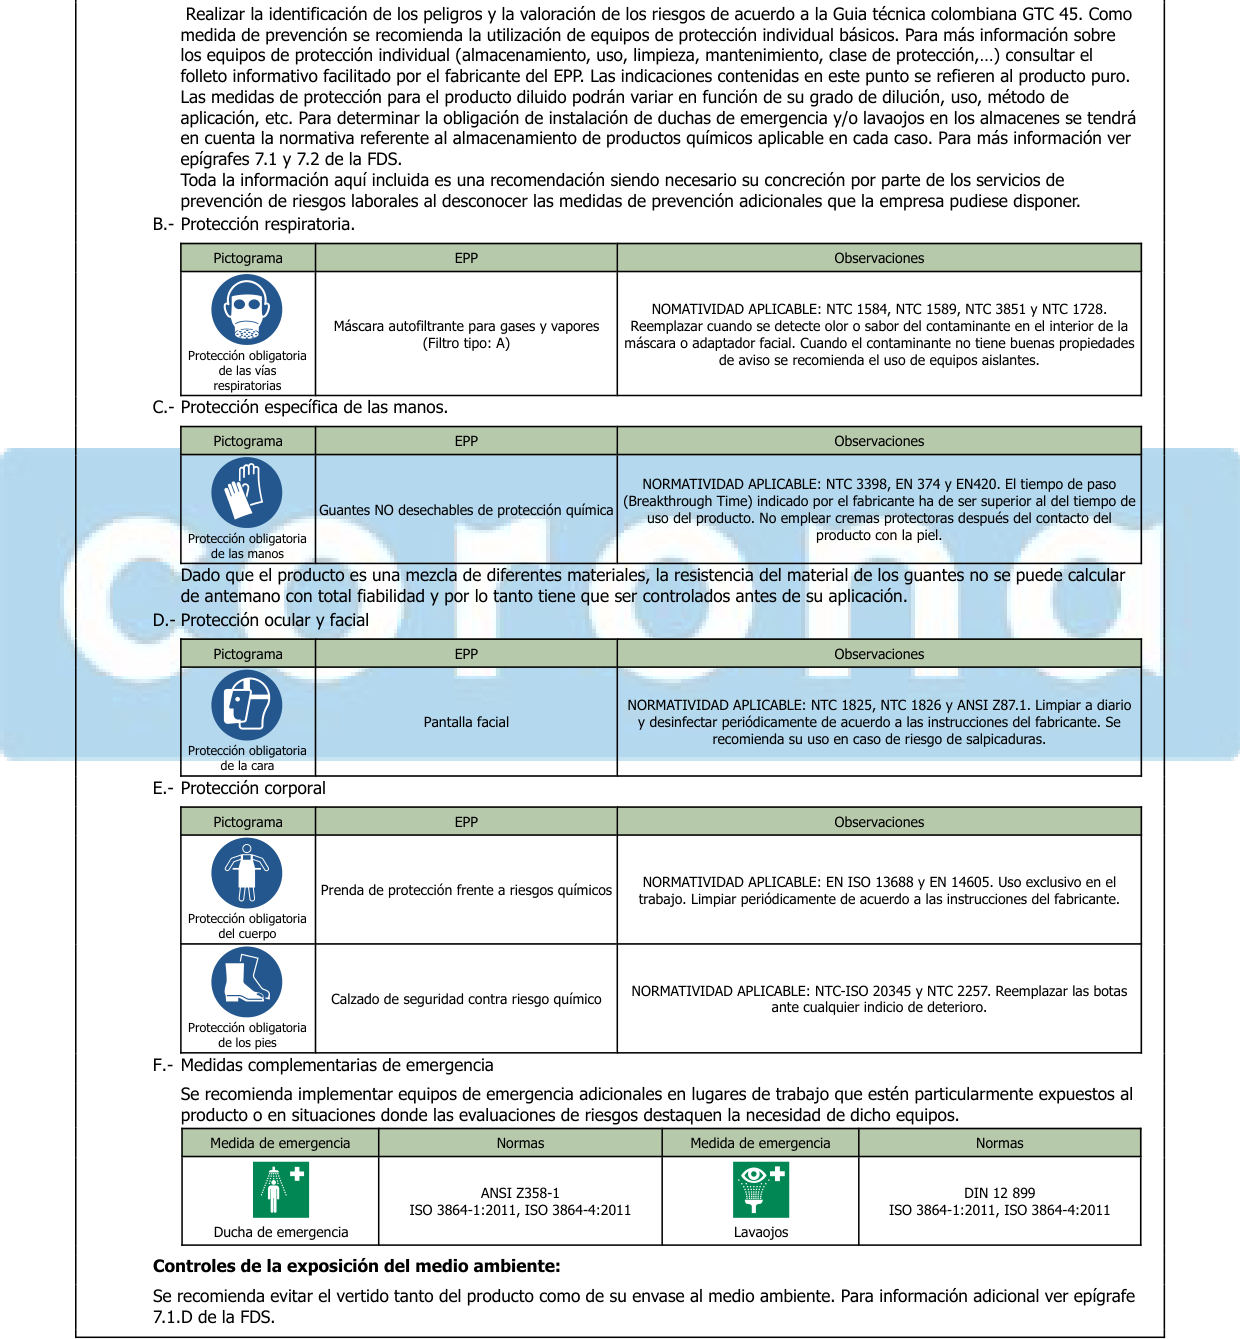 Realizar la identificación de los peligros y la valoración de los riesgos de acuerdo a la Guia técnica colombiana GTC 45. Como
medida de prevención se recomienda la utilización de equipos de protección individual básicos. Para más información sobre
los equipos de protección individual (almacenamiento, uso, limpieza, mantenimiento, clase de protección,...) consultar el
folleto informativo facilitado por el fabricante del EPP. Las indicaciones contenidas en este punto se refieren al producto puro.
Las medidas de protección para el producto diluido podrán variar en función de su grado de dilución, uso, método de
aplicación, etc. Para determinar la obligación de instalación de duchas de emergencia y/o lavaojos en los almacenes se tendrá
en cuenta la normativa referente al almacenamiento de productos químicos aplicable en cada caso. Para más información ver
epígrafes 7.1 y 7.2 de la FDS.
Toda la información aquí incluida es una recomendación siendo necesario su concreción por parte de los servicios de
prevención de riesgos laborales al desconocer las medidas de prevención adicionales que la empresa pudiese disponer.
B.- Protección respiratoria.
Pictograma EPP Observaciones
Protección obligatoria
de las vías
respiratorias
Máscara autofiltrante para gases y vapores
(Filtro tipo: A)
NOMATIVIDAD APLICABLE: NTC 1584, NTC 1589, NTC 3851 y NTC 1728.
Reemplazar cuando se detecte olor o sabor del contaminante en el interior de la
máscara o adaptador facial. Cuando el contaminante no tiene buenas propiedades
de aviso se recomienda el uso de equipos aislantes.
C.- Protección específica de las manos.
Pictograma EPP Observaciones
Protección obligatoria
de las manos
Guantes NO desechables de protección química
NORMATIVIDAD APLICABLE: NTC 3398, EN 374 y EN420. El tiempo de paso
(Breakthrough Time) indicado por el fabricante ha de ser superior al del tiempo de
uso del producto. No emplear cremas protectoras después del contacto del
producto con la piel.
corona
Dado que el producto es una mezcla de diferentes materiales, la resistencia del material de los guantes no se puede calcular
de antemano con total fiabilidad y por lo tanto tiene que ser controlados antes de su aplicación.
D.- Protección ocular y facial
Pictograma EPP Observaciones
Protección obligatoria
de la cara
Pantalla facial
NORMATIVIDAD APLICABLE: NTC 1825, NTC 1826 y ANSI Z87.1. Limpiar a diario
y desinfectar periódicamente de acuerdo a las instrucciones del fabricante. Se
recomienda su uso en caso de riesgo de salpicaduras.
E.- Protección corporal
Pictograma EPP Observaciones
Protección obligatoria
del cuerpo
Prenda de protección frente a riesgos químicos
NORMATIVIDAD APLICABLE: EN ISO 13688 y EN 14605. Uso exclusivo en el
trabajo. Limpiar periódicamente de acuerdo a las instrucciones del fabricante.
Protección obligatoria
de los pies
Calzado de seguridad contra riesgo químico
NORMATIVIDAD APLICABLE: NTC-ISO 20345 y NTC 2257. Reemplazar las botas
ante cualquier indicio de deterioro.
F.- Medidas complementarias de emergencia
Se recomienda implementar equipos de emergencia adicionales en lugares de trabajo que estén particularmente expuestos al
producto o en situaciones donde las evaluaciones de riesgos destaquen la necesidad de dicho equipos.
Medida de emergencia Normas Medida de emergencia Normas
Ducha de emergencia
ANSI Z358-1
ISO 3864-1:2011, ISO 3864-4:2011
Lavaojos
DIN 12 899
ISO 3864-1:2011, ISO 3864-4:2011
Controles de la exposición del medio ambiente:
Se recomienda evitar el vertido tanto del producto como de su envase al medio ambiente. Para información adicional ver epígrafe
7.1.D de la FDS.